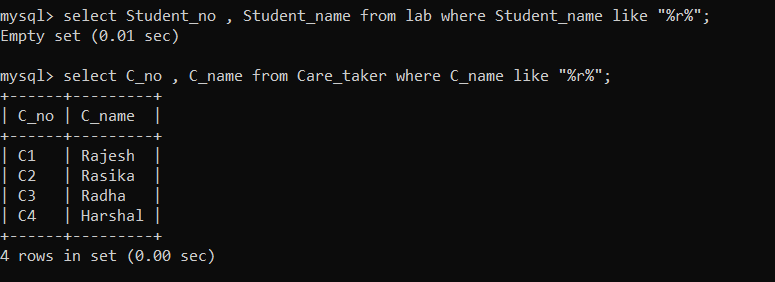 mysql> select Student_no , Student_name from lab where Student_name like "%r%";
Empty set (0.01 sec)
mysql> select C_no , C_name from Care_taker where C_name like "%r%";
+------+---------+
| C_no | C_name  |
+------+---------+
| C1   | Rajesh  |
| C2   | Rasika  |
| C3   | Radha   |
| C4   | Harshal |
+------+---------+
4 rows in set (0.00 sec)